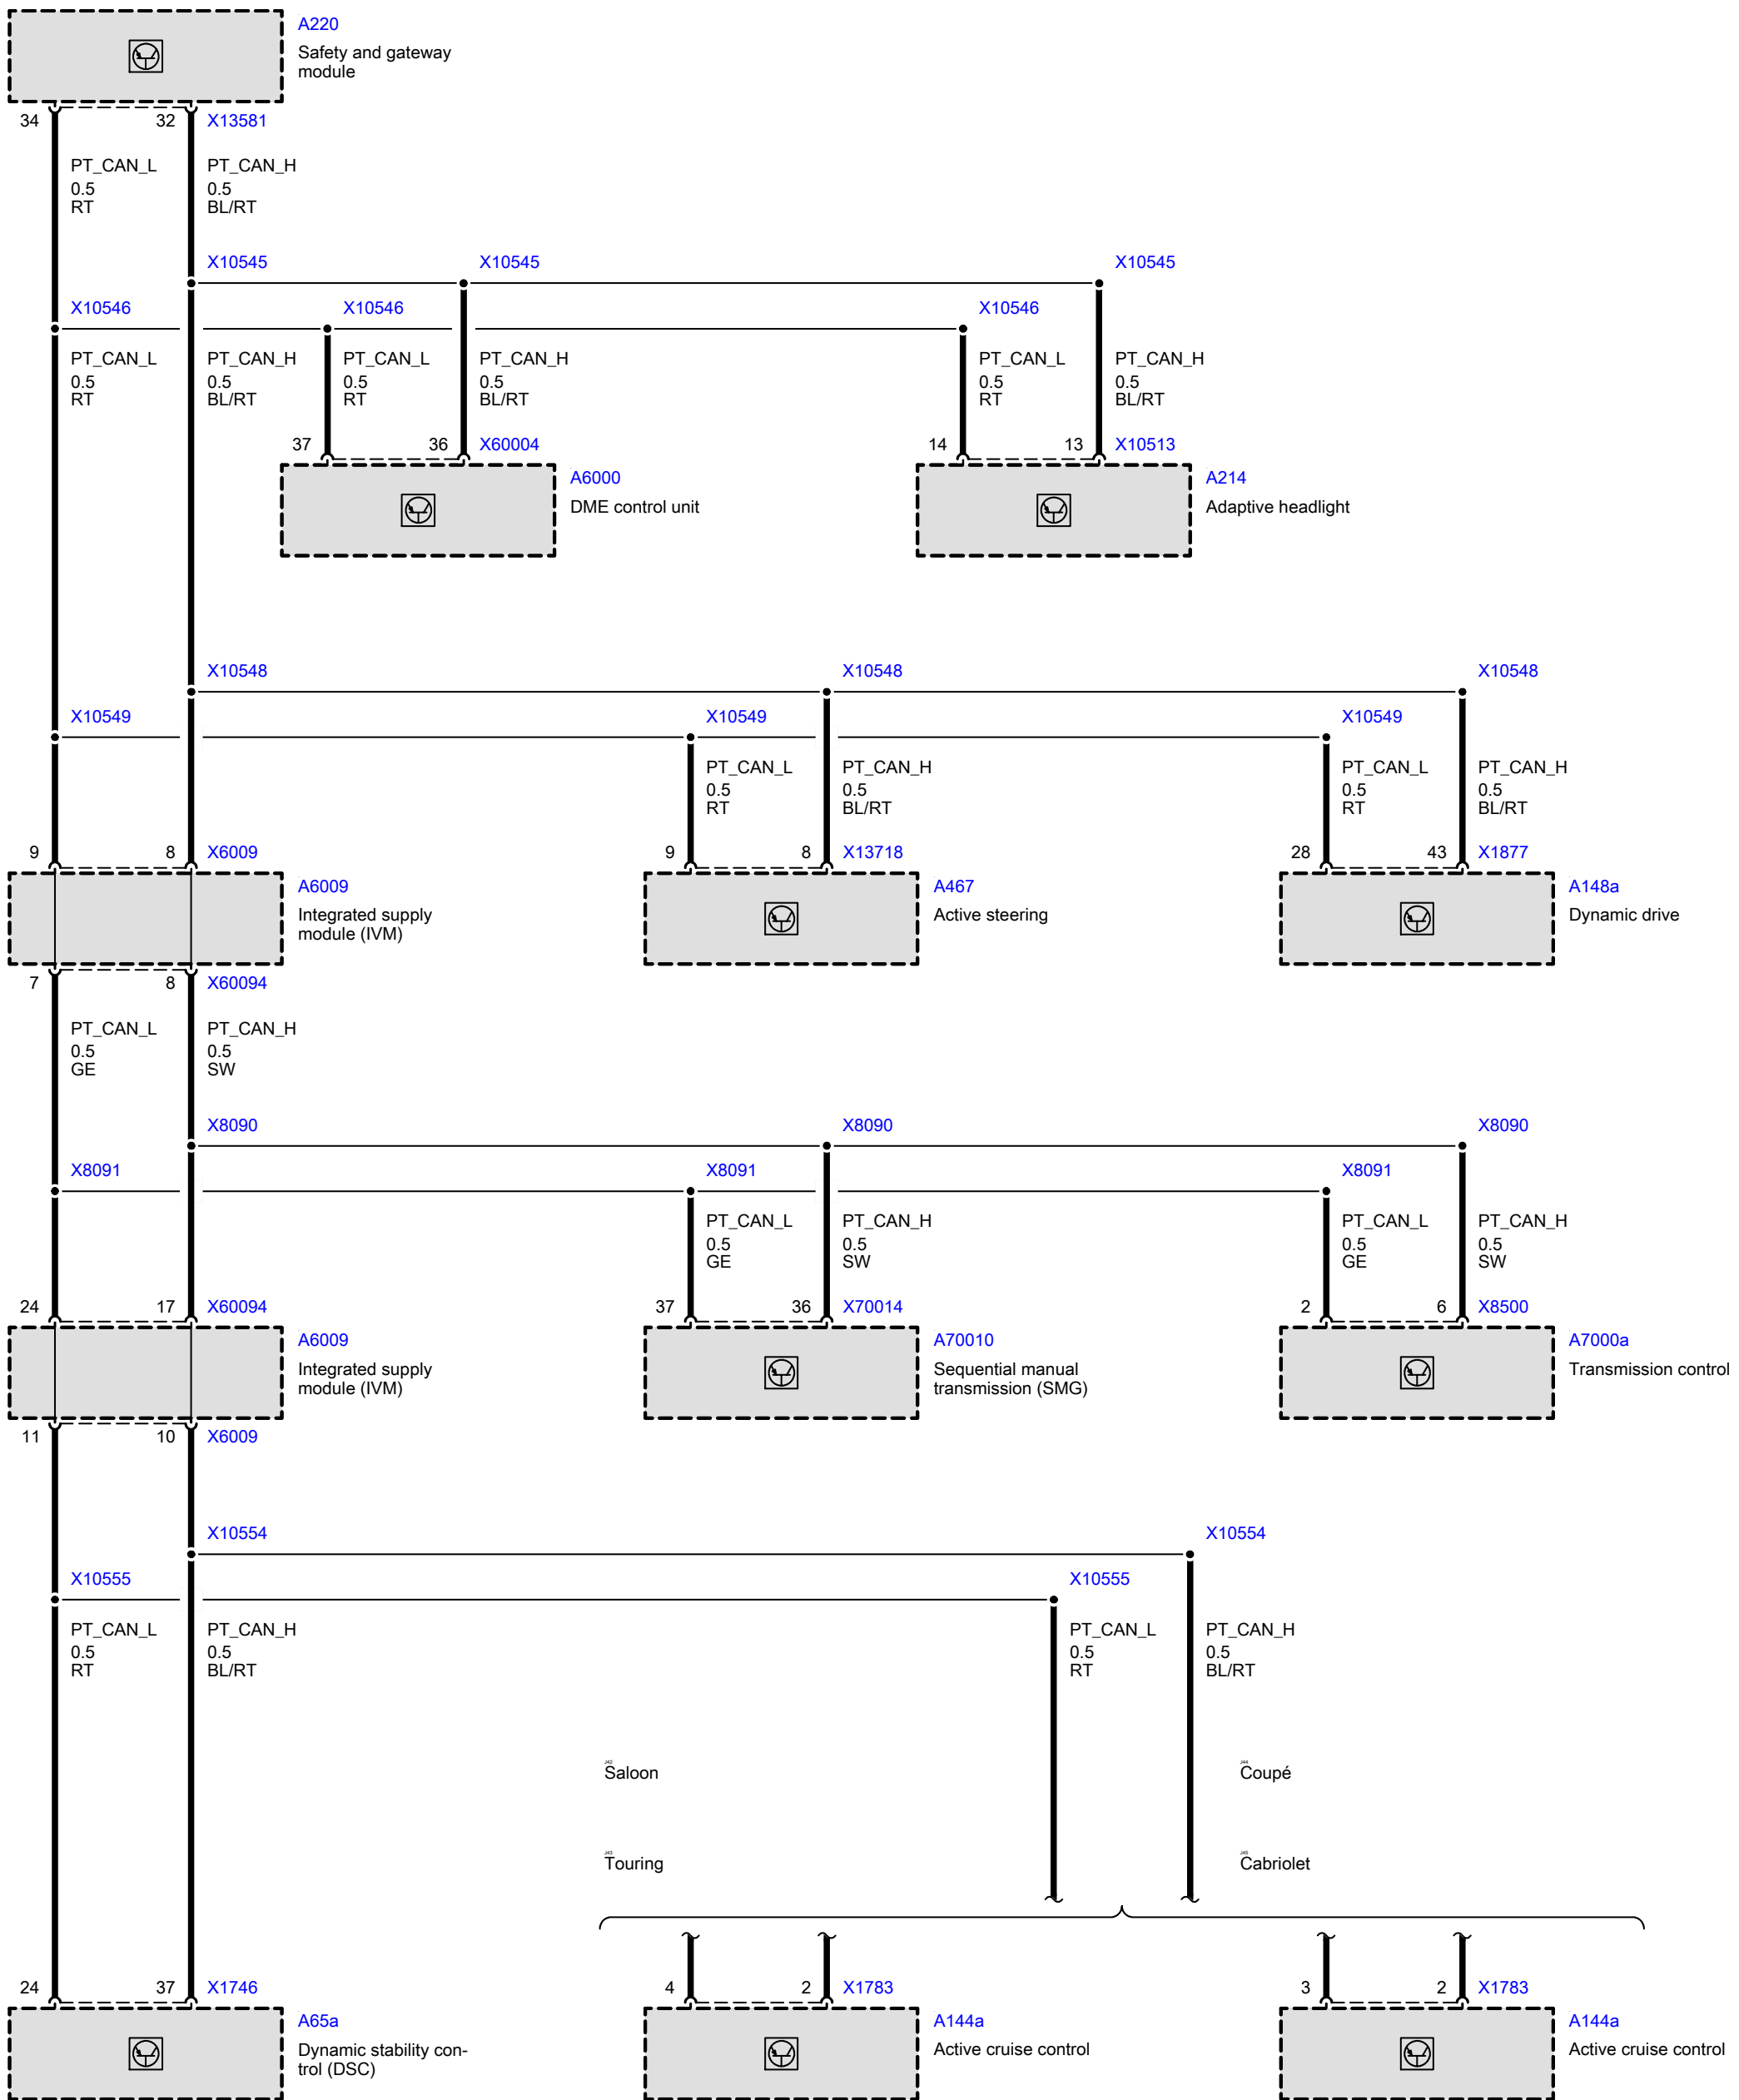 A220
Safety and gateway
module
34 32 X13581
PT_CAN_L PT_CAN_H
0.5 0.5
RT BL/RT
X10545 X10545 X10545
X10546 X10546 X10546
PT_CAN_L PT_CAN_H PT_CAN_L PT_CAN_H PT_CAN_L PT_CAN_H
0.5 0.5 0.5 0.5 0.5 0.5
RT BL/RT RT BL/RT RT BL/RT
37 36 X60004 14 13 X10513
A6000 A214
DME control unit Adaptive headlight
X10548 X10548 X10548
X10549 X10549 X10549
PT_CAN_L PT_CAN_H PT_CAN_L PT_CAN_H
0.5 0.5 0.5 0.5
RT BL/RT RT BL/RT
9 8 X6009 9 8 X13718 28 43 X1877
A6009 A467 A148a
Integrated supply Active steering Dynamic drive
module (IVM)
7 8 X60094
PT_CAN_L PT_CAN_H
0.5 0.5
GE SW
X8090 X8090 X8090
X8091 X8091 X8091
PT_CAN_L PT_CAN_H PT_CAN_L PT_CAN_H
0.5 0.5 0.5 0.5
GE SW GE SW
24 17 X60094 37 36 X70014 2 6 X8500
A6009 A70010 A7000a
Integrated supply Sequential manual Transmission control
module (IVM) transmission (SMG)
11 10 X6009
X10554 X10554
X10555 X10555
PT_CAN_L PT_CAN_H PT_CAN_L PT_CAN_H
0.5 0.5 0.5 0.5
RT BL/RT RT BL/RT
J42 J44
Saloon Coupé
J43 J45
Touring Cabriolet
24 37 X1746 4 2 X1783 3 2 X1783
A65a A144a A144a
Dynamic stability con- Active cruise control Active cruise control
trol (DSC)